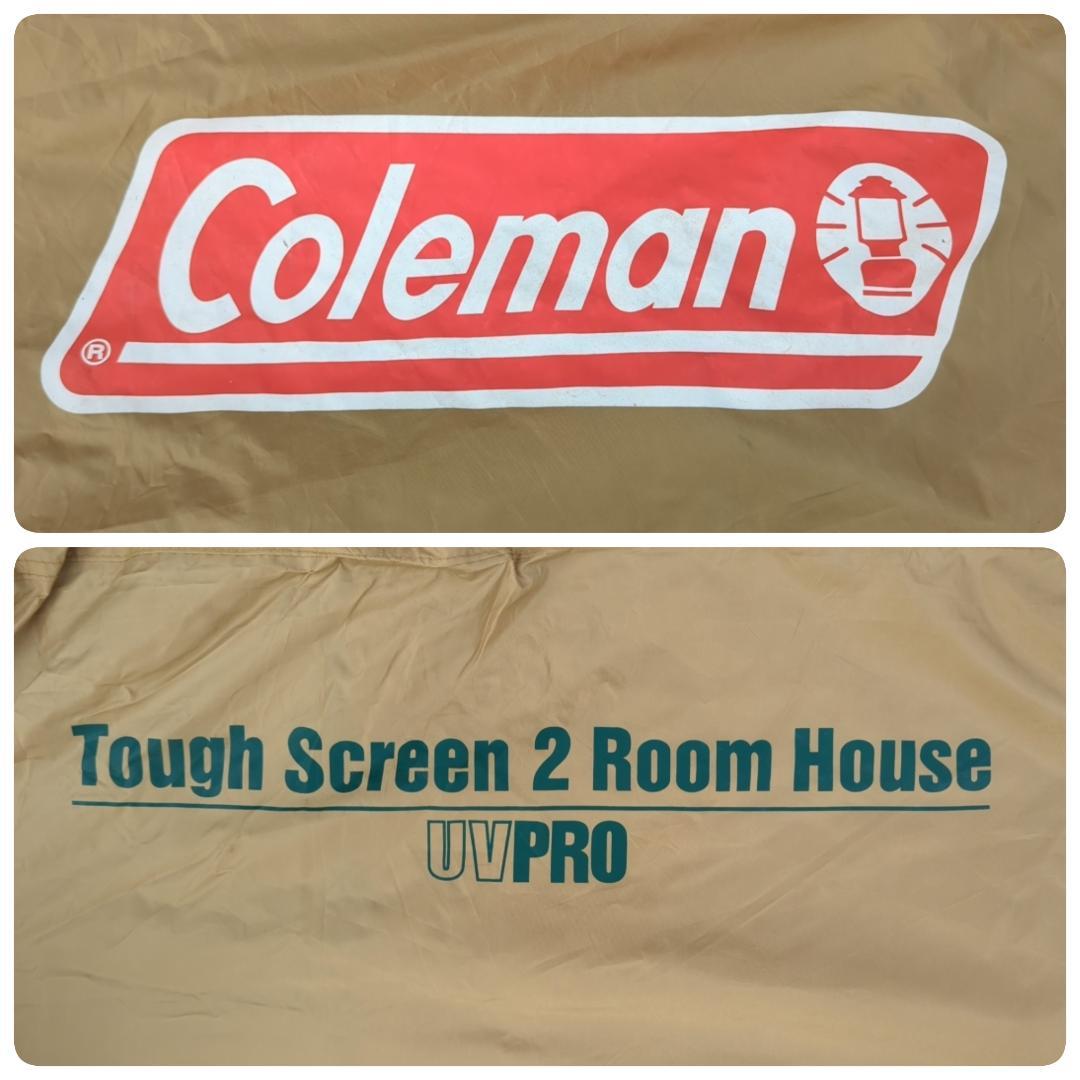 Coleman
®
Tough Screen 2 Room House
UVPRO